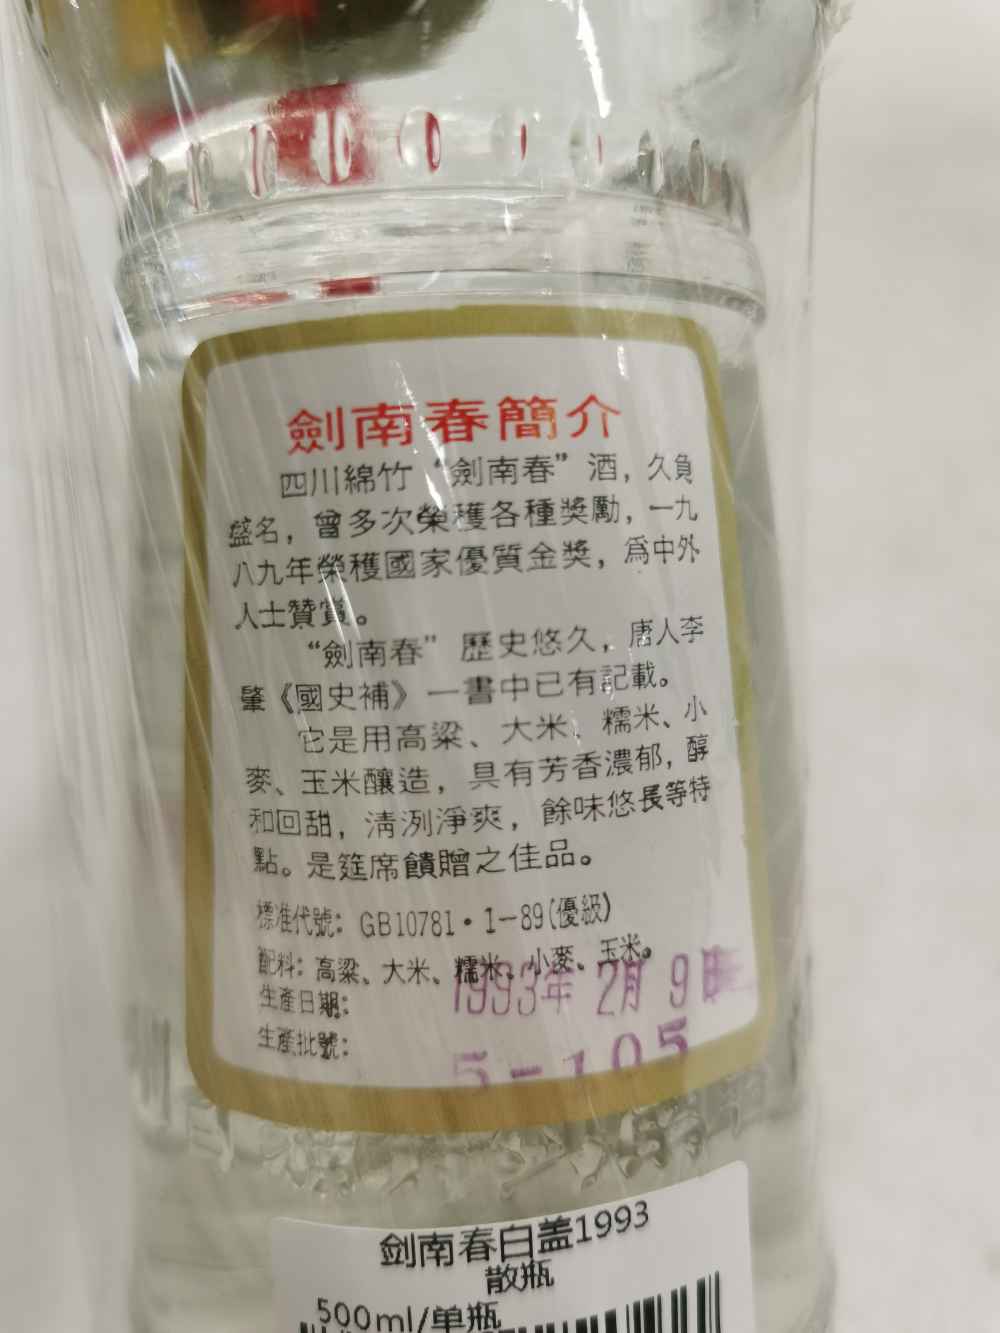 劍南春簡介
四川綿竹“劍南春”酒，久負
盛名，曾多次榮獲各種獎勵，一九
八九年榮獲國家優質金獎，爲中外
人士贊賞。
“劍南春”歷史悠久，唐人李
肇《國史補》一書中已有記載。
它是用高粱、大米、糯米、小
麥、玉米釀造，具有芳香濃郁，醇
和回甜，清洌淨爽，餘味悠長等特
點。是筵席饋贈之佳品。
標准代號：GB10781·1-89(優級)
配料：高粱、大米、糯米、小麥、玉米。
生產日期：1993年2月9日
生產批號：5-105
剑南春白盖1993
散瓶
500ml/单瓶